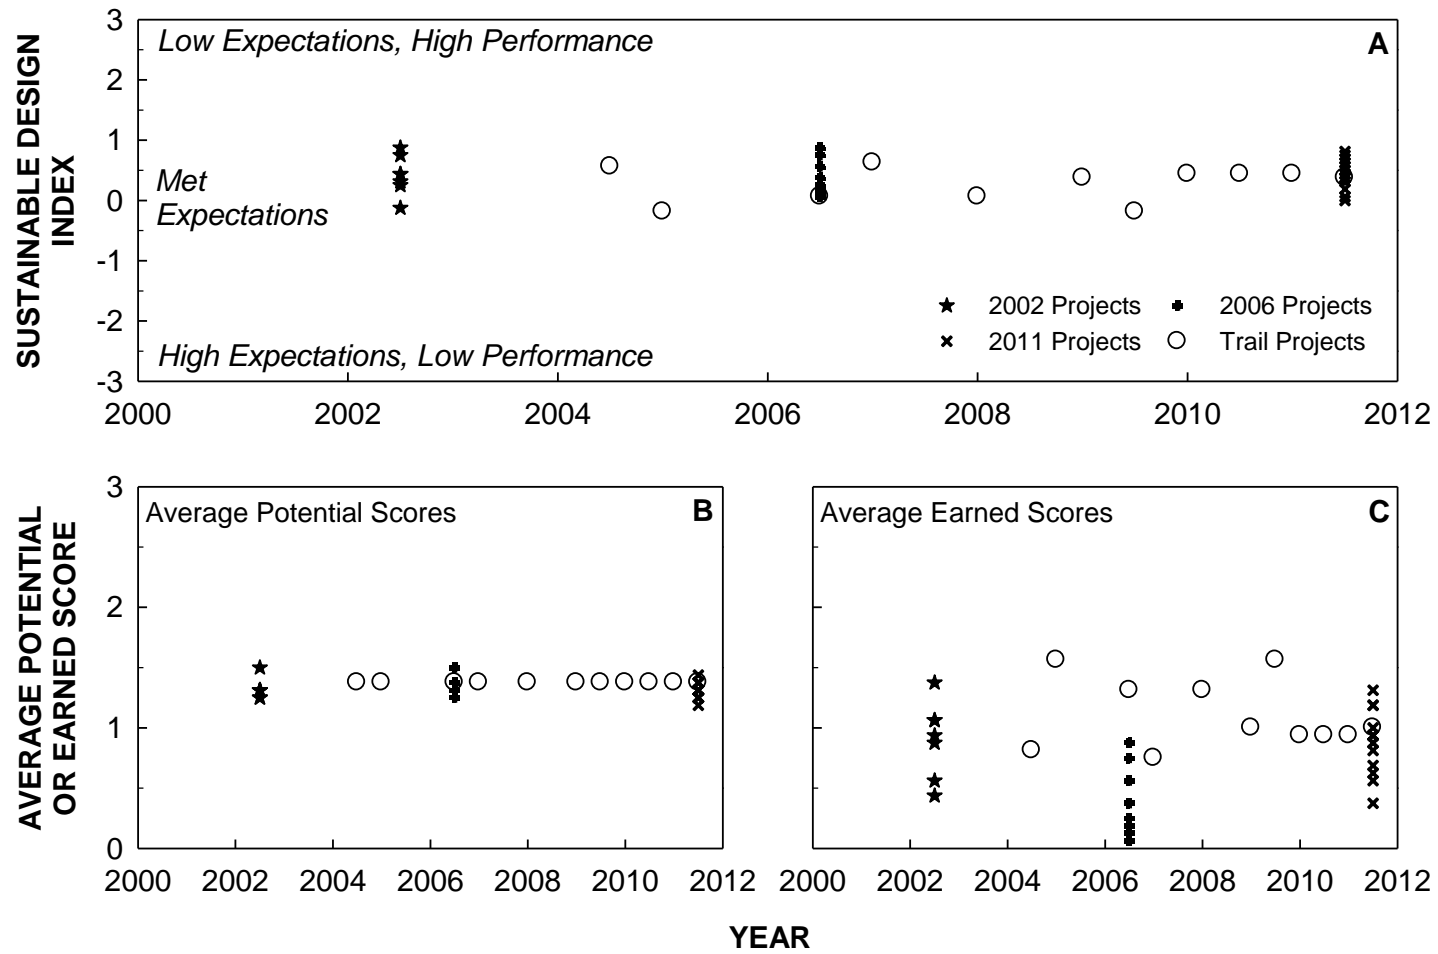 SUSTAINABLE DESIGN
INDEX
3
2
1
0
-1
-2
-3
Low Expectations, High Performance
A
Met
Expectations
2002 Projects
2006 Projects
2011 Projects
Trail Projects
High Expectations, Low Performance
2000 2002 2004 2006 2008 2010 2012
AVERAGE POTENTIAL
OR EARNED SCORE
3
2
1
0
Average Potential Scores
B
2000 2002 2004 2006 2008 2010 2012
Average Earned Scores
C
2000 2002 2004 2006 2008 2010 2012
YEAR